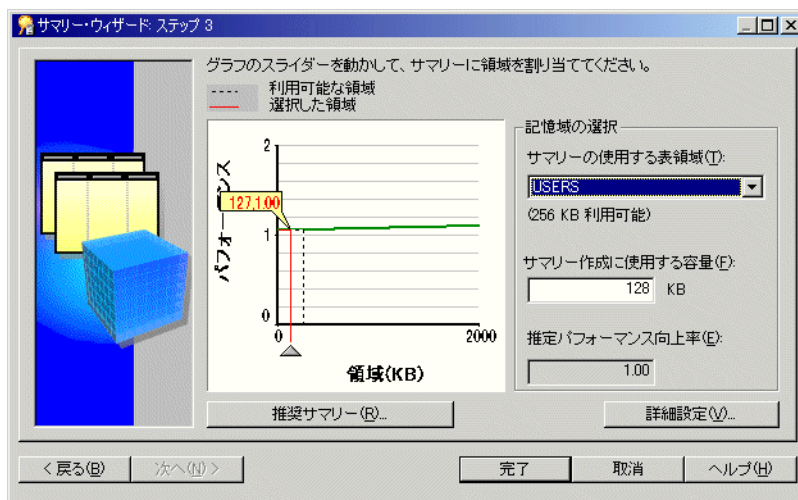 サマリー・ウィザード: ステップ 3
グラフのスライダーを動かして、サマリーに領域を割り当ててください。
利用可能な領域
選択した領域
パフォーマンス
2
127,1.00
1
0
0
2000
領域(KB)
記憶域の選択
サマリーの使用する表領域(T):
USERS
(256 KB 利用可能)
サマリー作成に使用する容量(F):
128 KB
推定パフォーマンス向上率(E):
1.00
推奨サマリー(R)...
詳細設定(V)...
< 戻る(B)
次へ(N) >
完了
取消
ヘルプ(H)